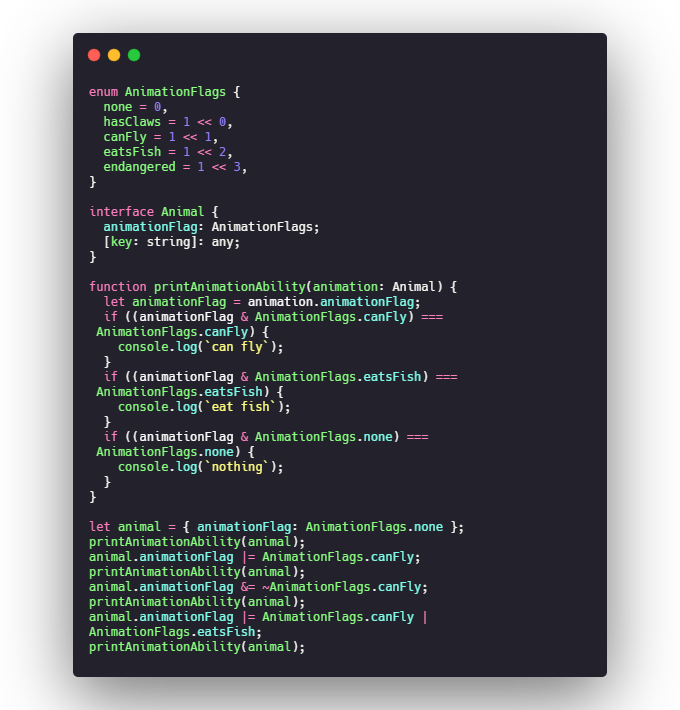 enum AnimationFlags {
  none = 0,
  hasClaws = 1 << 0,
  canFly = 1 << 1,
  eatsFish = 1 << 2,
  endangered = 1 << 3,
}

interface Animal {
  animationFlag: AnimationFlags;
  [key: string]: any;
}

function printAnimationAbility(animation: Animal) {
  let animationFlag = animation.animationFlag;
  if ((animationFlag & AnimationFlags.canFly) ===
 AnimationFlags.canFly) {
    console.log(`can fly`);
  }
  if ((animationFlag & AnimationFlags.eatsFish) ===
 AnimationFlags.eatsFish) {
    console.log(`eat fish`);
  }
  if ((animationFlag & AnimationFlags.none) ===
 AnimationFlags.none) {
    console.log(`nothing`);
  }
}

let animal = { animationFlag: AnimationFlags.none };
printAnimationAbility(animal);
animal.animationFlag |= AnimationFlags.canFly;
printAnimationAbility(animal);
animal.animationFlag &= ~AnimationFlags.canFly;
printAnimationAbility(animal);
animal.animationFlag |= AnimationFlags.canFly |
AnimationFlags.eatsFish;
printAnimationAbility(animal);